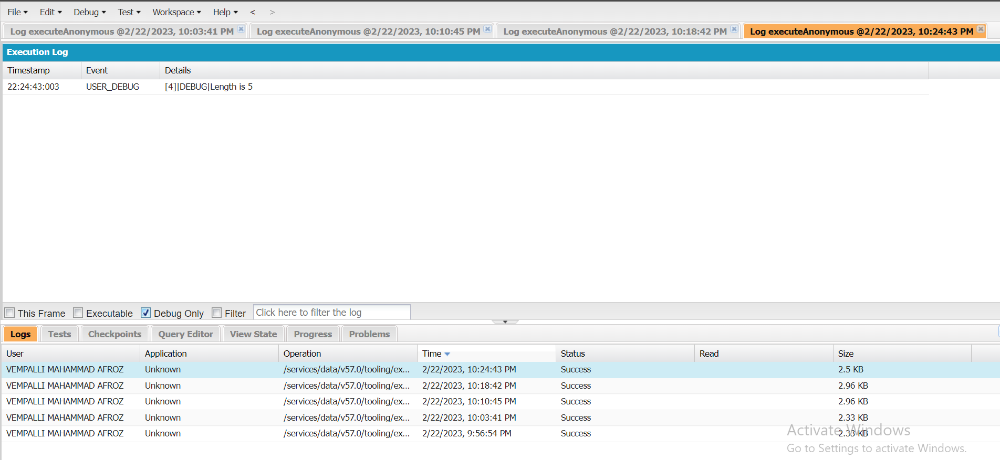 File Edit Debug Test Workspace Help < >
Log executeAnonymous @2/22/2023, 10:03:41 PM Log executeAnonymous @2/22/2023, 10:10:45 PM Log executeAnonymous @2/22/2023, 10:18:42 PM Log executeAnonymous @2/22/2023, 10:24:43 PM
Execution Log
Timestamp Event Details
22:24:43:003 USER_DEBUG [4]|DEBUG|Length is 5
This Frame Executable Debug Only Filter Click here to filter the log
Logs Tests Checkpoints Query Editor View State Progress Problems
User Application Operation Time Status Read Size
VEMPALLI MAHAMMAD AFROZ Unknown /services/data/v57.0/tooling/ex... 2/22/2023, 10:24:43 PM Success 2.5 KB
VEMPALLI MAHAMMAD AFROZ Unknown /services/data/v57.0/tooling/ex... 2/22/2023, 10:18:42 PM Success 2.96 KB
VEMPALLI MAHAMMAD AFROZ Unknown /services/data/v57.0/tooling/ex... 2/22/2023, 10:10:45 PM Success 2.96 KB
VEMPALLI MAHAMMAD AFROZ Unknown /services/data/v57.0/tooling/ex... 2/22/2023, 10:03:41 PM Success 2.33 KB
VEMPALLI MAHAMMAD AFROZ Unknown /services/data/v57.0/tooling/ex... 2/22/2023, 9:56:54 PM Success 2.33 KB
Activate Windows
Go to Settings to activate Windows.